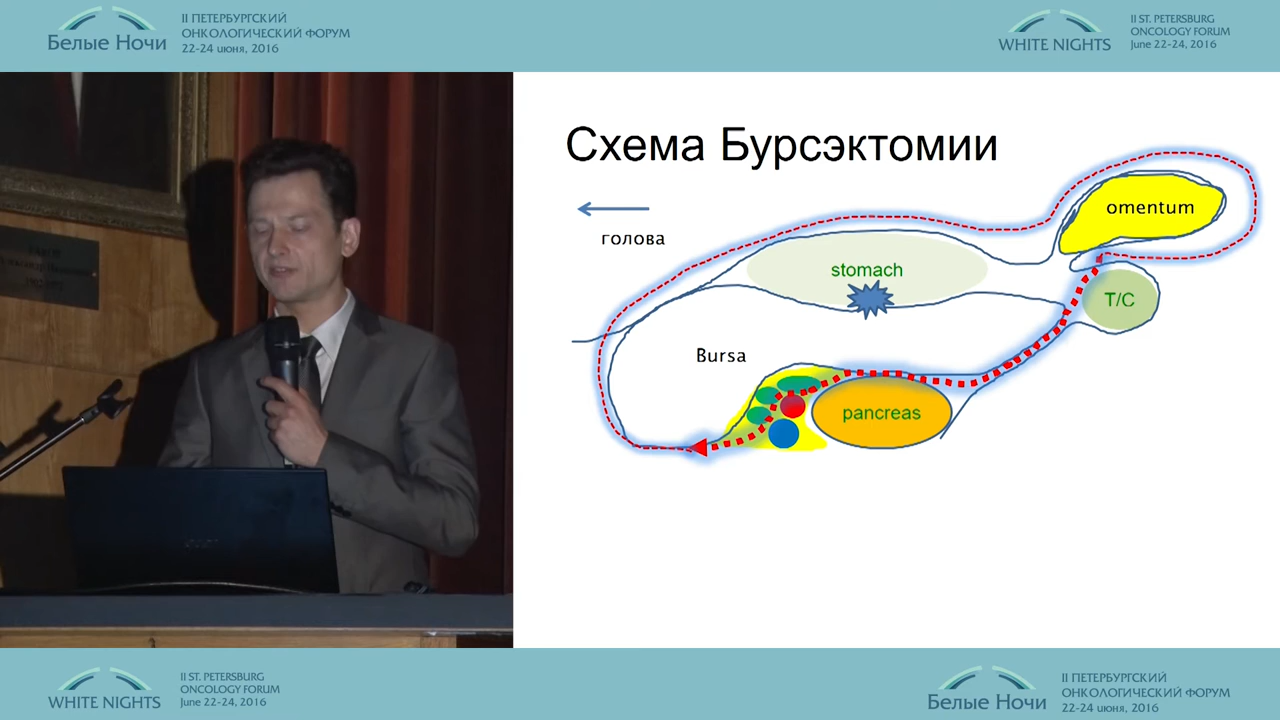 Белые Ночи
II ПЕТЕРБУРГСКИЙ
ОНКОЛОГИЧЕСКИЙ ФОРУМ
22-24 июня, 2016
WHITE NIGHTS
II ST. PETERSBURG
ONCOLOGY FORUM
June 22-24, 2016
Схема Бурсэктомии
голова
omentum
stomach
T/C
Bursa
pancreas
WHITE NIGHTS
II ST. PETERSBURG
ONCOLOGY FORUM
June 22-24, 2016
Белые Ночи
II ПЕТЕРБУРГСКИЙ
ОНКОЛОГИЧЕСКИЙ ФОРУМ
22-24 июня, 2016